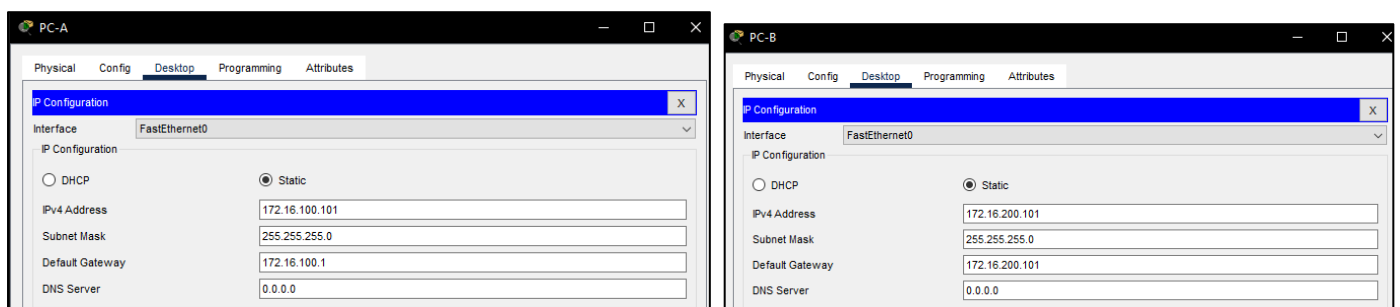 PC-A
Physical Config Desktop Programming Attributes
IP Configuration X
Interface FastEthernet0
IP Configuration
DHCP Static
IPv4 Address 172.16.100.101
Subnet Mask 255.255.255.0
Default Gateway 172.16.100.1
DNS Server 0.0.0.0
PC-B
Physical Config Desktop Programming Attributes
IP Configuration X
Interface FastEthernet0
IP Configuration
DHCP Static
IPv4 Address 172.16.200.101
Subnet Mask 255.255.255.0
Default Gateway 172.16.200.101
DNS Server 0.0.0.0